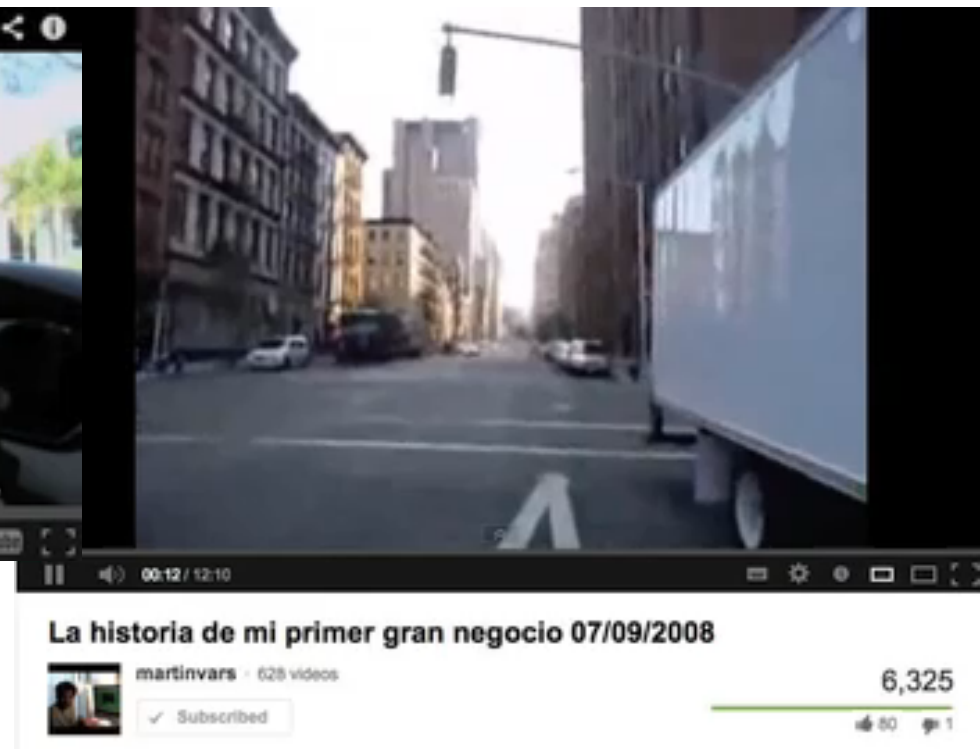 00:12 / 12:10
La historia de mi primer gran negocio 07/09/2008
martinvars · 628 videos
✓ Subscribed
6,325
80 1